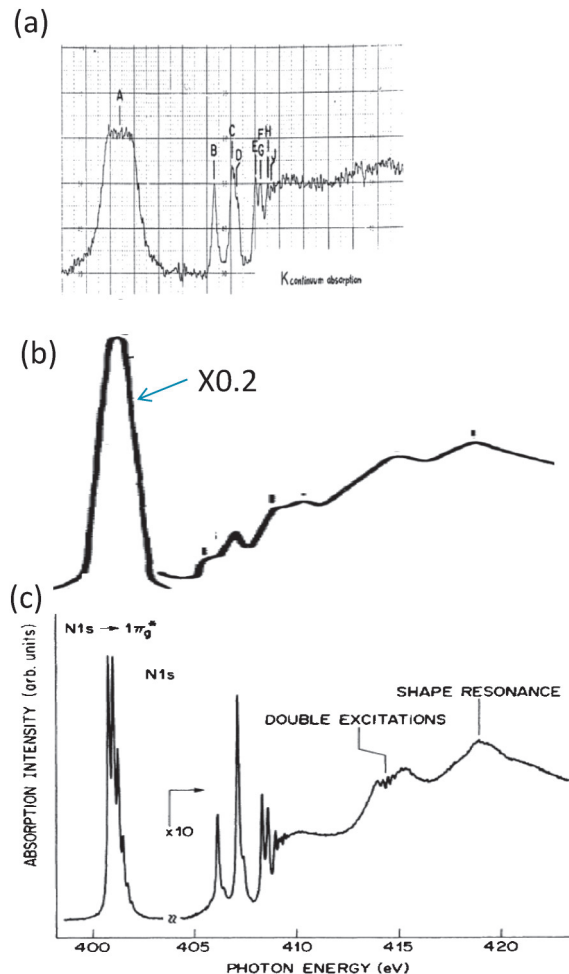 (a)
A
B
C
D
E
F
G
H
K continuum absorption
(b)
X0.2
(c)
N1s → 1πg*
N1s
SHAPE RESONANCE
DOUBLE EXCITATIONS
x10
ABSORPTION INTENSITY (arb. units)
400 405 410 415 420
PHOTON ENERGY (eV)